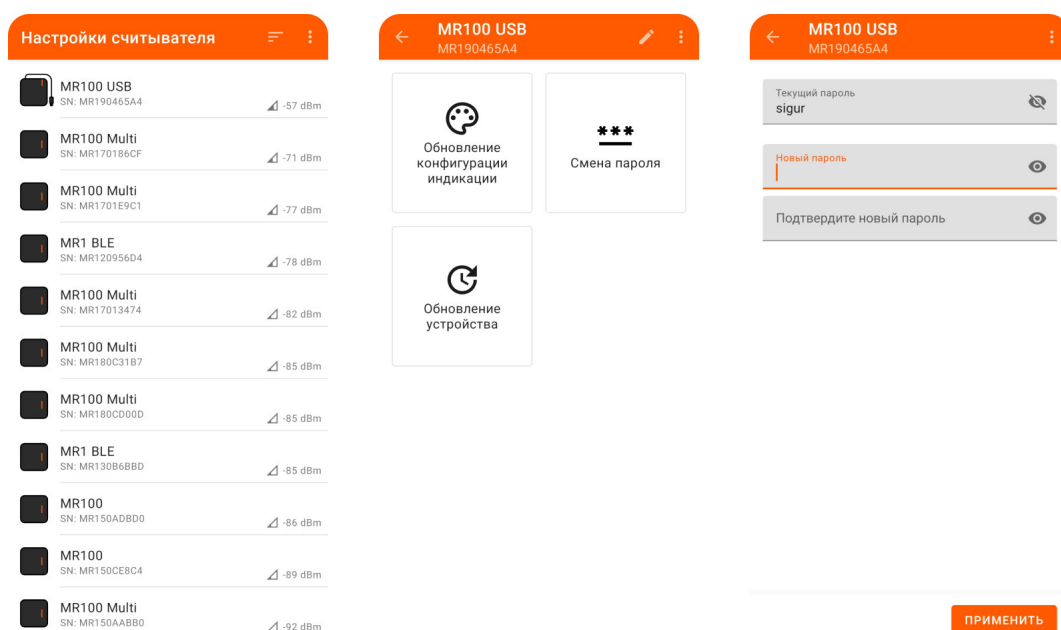 Настройки считывателя
MR100 USB
SN: MR190465A4
-57 dBm
MR100 Multi
SN: MR170186CF
-71 dBm
MR100 Multi
SN: MR1701E9C1
-77 dBm
MR1 BLE
SN: MR120956D4
-78 dBm
MR100 Multi
SN: MR17013474
-82 dBm
MR100 Multi
SN: MR180C31B7
-85 dBm
MR100 Multi
SN: MR180CD00D
-85 dBm
MR1 BLE
SN: MR130B6BBD
-85 dBm
MR100
SN: MR150ADBD0
-86 dBm
MR100
SN: MR150CE8C4
-89 dBm
MR100 Multi
SN: MR150AABB0
-92 dBm
MR100 USB
MR190465A4
Обновление
конфигурации
индикации
***
Смена пароля
Обновление
устройства
MR100 USB
MR190465A4
Текущий пароль
sigur
Новый пароль
Подтвердите новый пароль
ПРИМЕНИТЬ